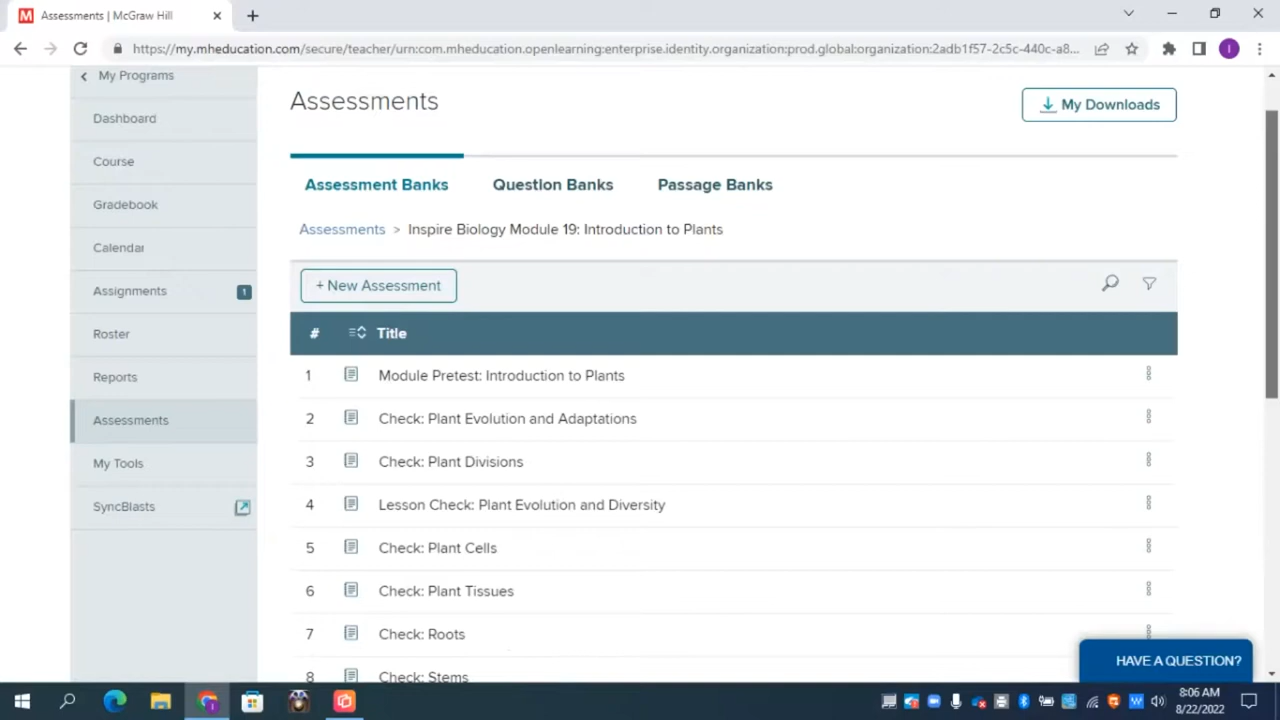 Assessments | McGraw Hill
https://my.mheducation.com/secure/teacher/urn:com.mheducation.openlearning:enterprise.identity.organization:prod.global:organization:2adb1f57-2c5c-440c-a8...
I
My Programs
Dashboard
Course
Gradebook
Calendar
Assignments 1
Roster
Reports
Assessments
My Tools
SyncBlasts
Assessments
My Downloads
Assessment Banks Question Banks Passage Banks
Assessments > Inspire Biology Module 19: Introduction to Plants
+ New Assessment
# Title
1 Module Pretest: Introduction to Plants
2 Check: Plant Evolution and Adaptations
3 Check: Plant Divisions
4 Lesson Check: Plant Evolution and Diversity
5 Check: Plant Cells
6 Check: Plant Tissues
7 Check: Roots
8 Check: Stems
HAVE A QUESTION?
8:06 AM
8/22/2022